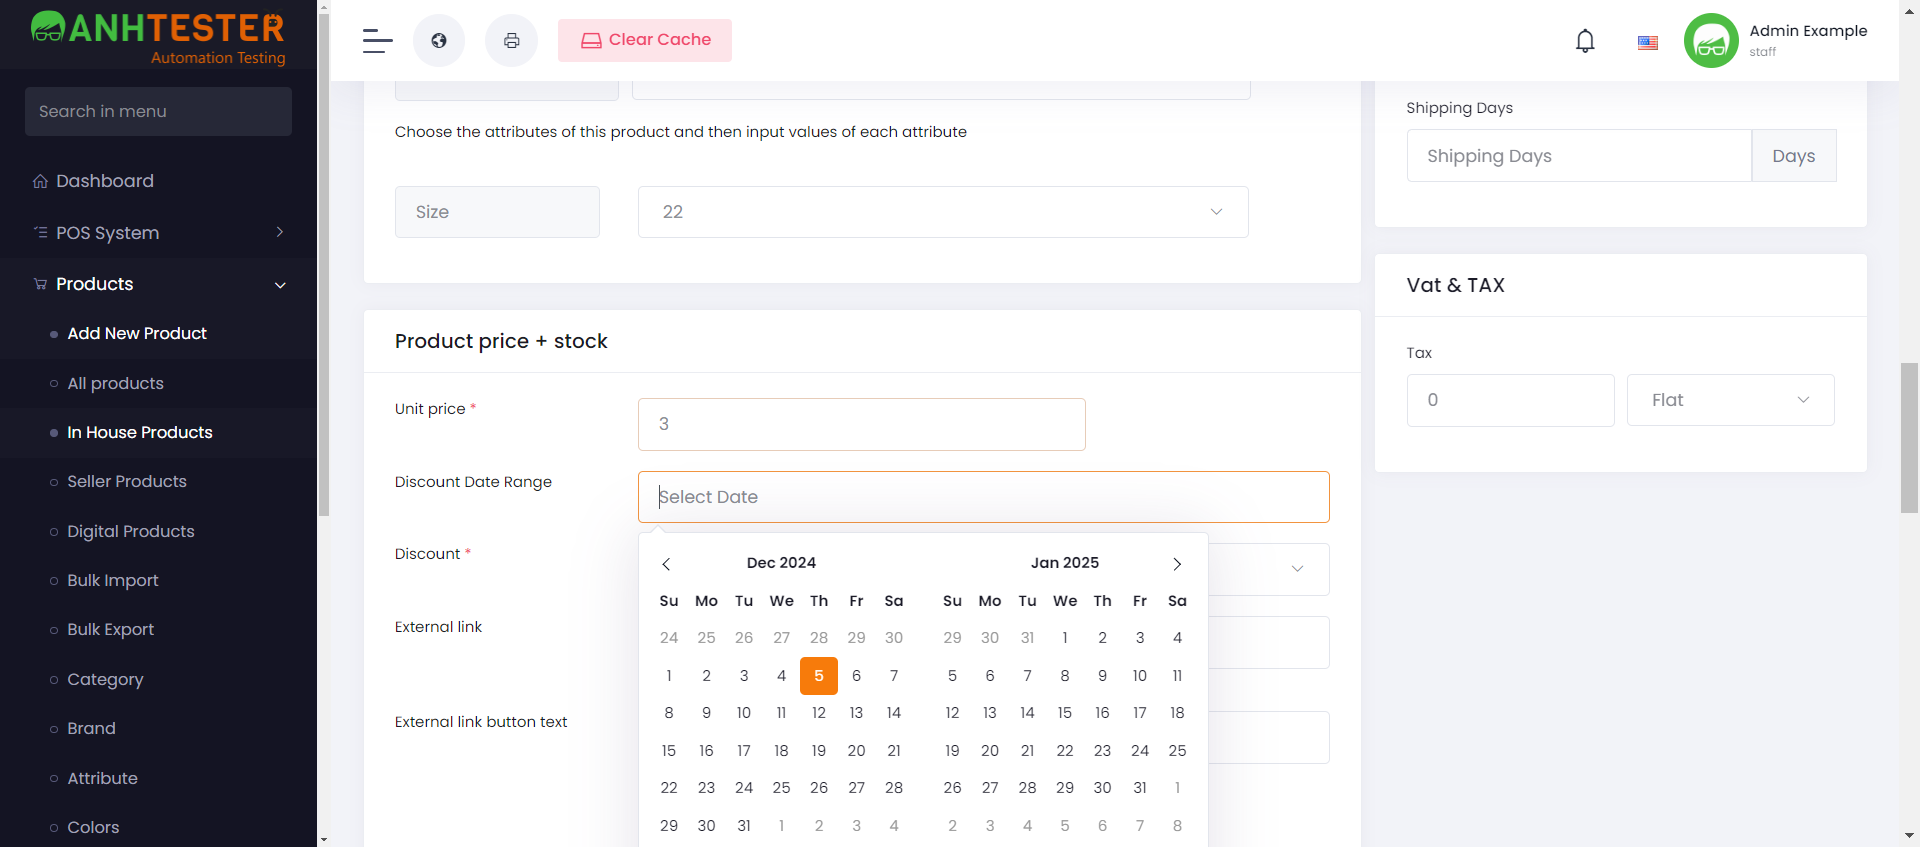 ANHTESTER
Automation Testing
Search in menu
Dashboard
POS System
Products
Add New Product
All products
In House Products
Seller Products
Digital Products
Bulk Import
Bulk Export
Category
Brand
Attribute
Colors
Clear Cache
Admin Example
staff
Choose the attributes of this product and then input values of each attribute
Size
22
Product price + stock
Unit price *
3
Discount Date Range
Select Date
Discount *
External link
External link button text
Dec 2024
Su Mo Tu We Th Fr Sa
24 25 26 27 28 29 30
1 2 3 4 5 6 7
8 9 10 11 12 13 14
15 16 17 18 19 20 21
22 23 24 25 26 27 28
29 30 31 1 2 3 4
Jan 2025
Su Mo Tu We Th Fr Sa
29 30 31 1 2 3 4
5 6 7 8 9 10 11
12 13 14 15 16 17 18
19 20 21 22 23 24 25
26 27 28 29 30 31 1
2 3 4 5 6 7 8
Shipping Days
Shipping Days
Days
Vat & TAX
Tax
0
Flat